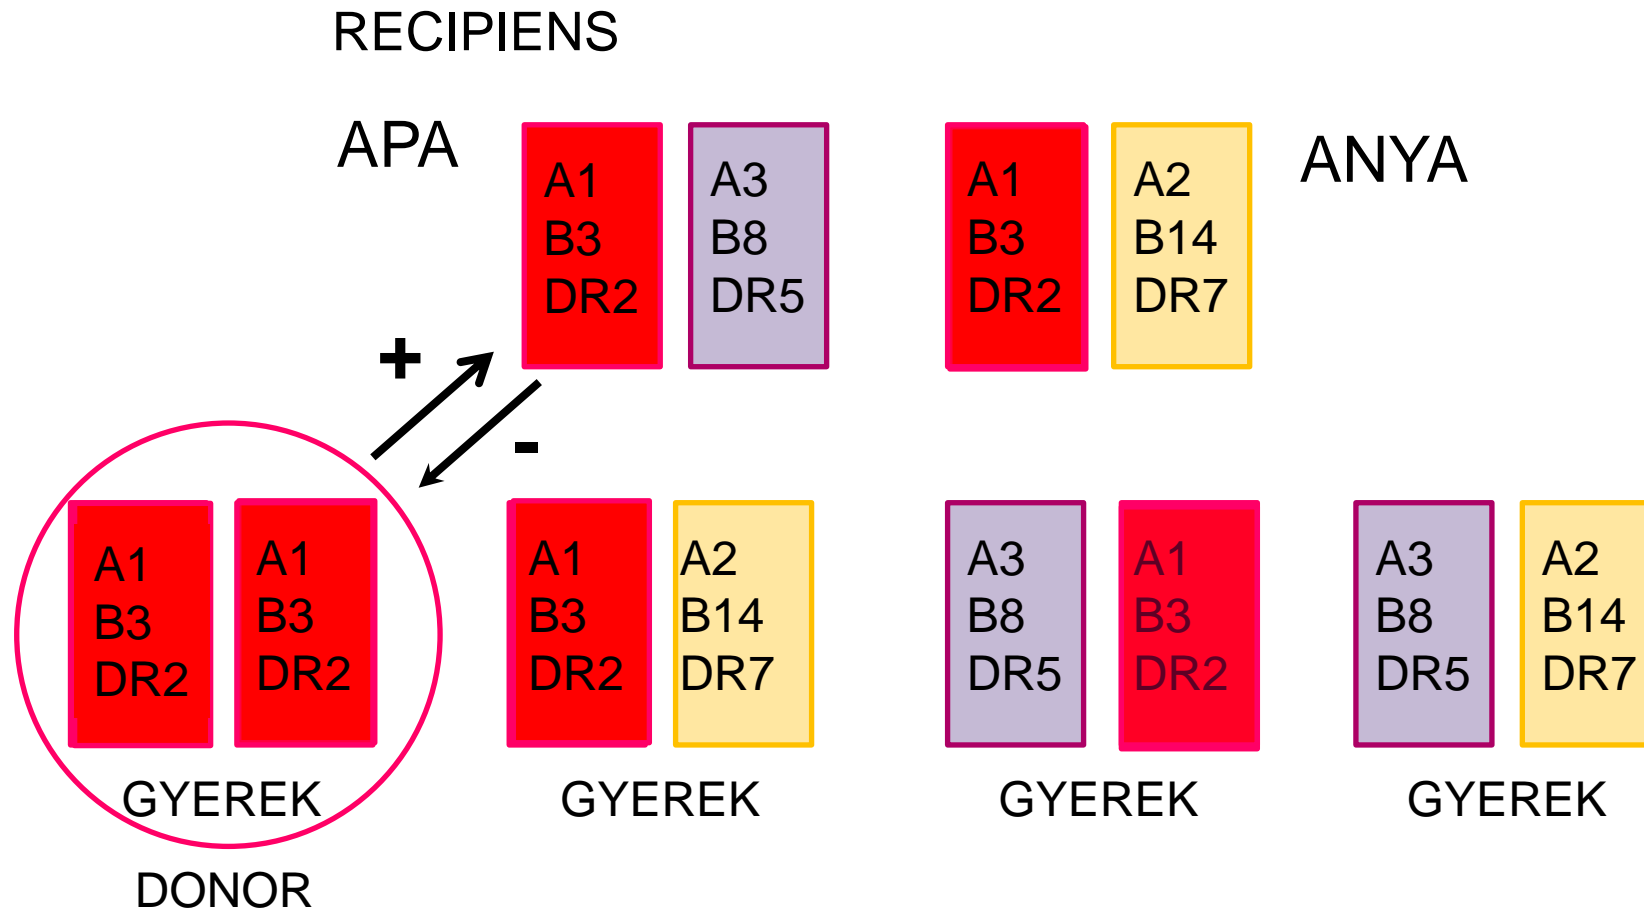 RECIPIENS
APA
A1
B3
DR2
A3
B8
DR5
A1
B3
DR2
A2
B14
DR7
ANYA
+
-
A1
B3
DR2
A1
B3
DR2
A1
B3
DR2
A2
B14
DR7
A3
B8
DR5
A1
B3
DR2
A3
B8
DR5
A2
B14
DR7
GYEREK
GYEREK
GYEREK
GYEREK
DONOR